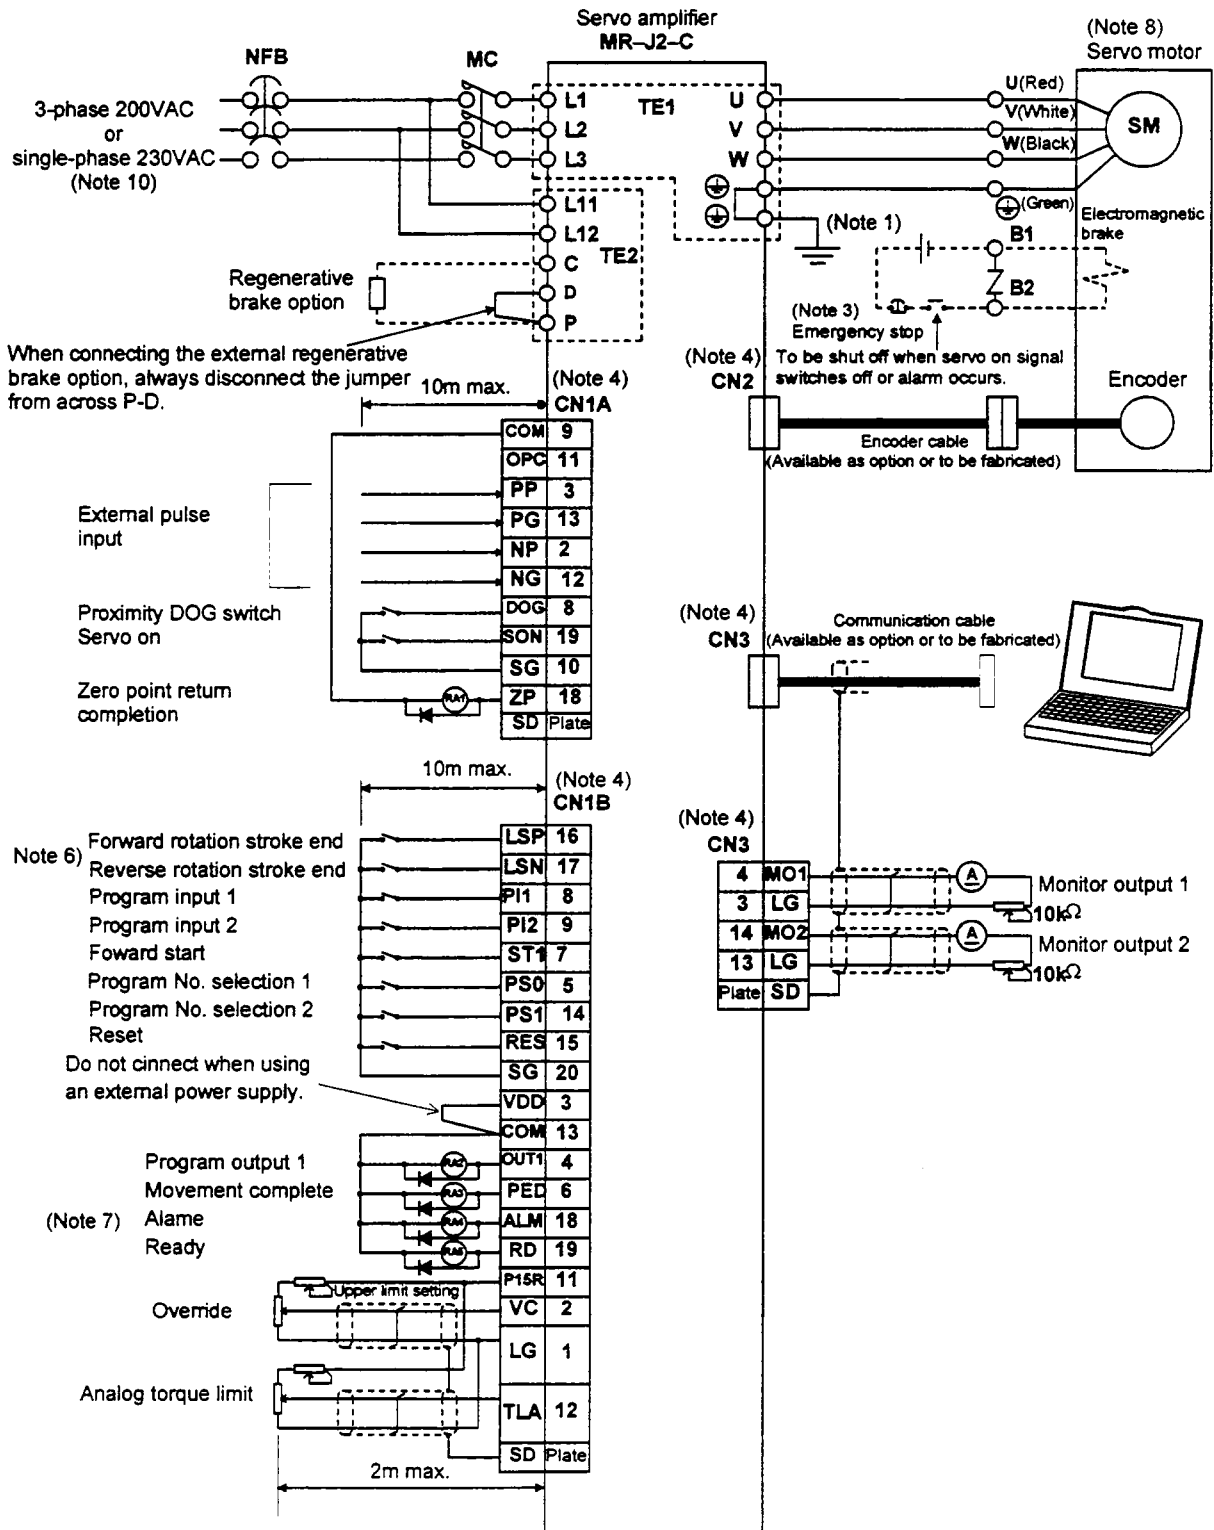 Servo amplifier
MR–J2–C
(Note 8)
Servo motor
NFB
MC
3-phase 200VAC
or
single-phase 230VAC
(Note 10)
L1
L2
L3
TE1
U
V
W
U(Red)
V(White)
W(Black)
(Green)
SM
L11
L12
C
D
P
TE2
(Note 1)
Electromagnetic
brake
B1
B2
(Note 3)
Emergency stop
To be shut off when servo on signal
switches off or alarm occurs.
Regenerative
brake option
When connecting the external regenerative
brake option, always disconnect the jumper
from across P-D.
(Note 4)
CN2
Encoder
Encoder cable
(Available as option or to be fabricated)
10m max.
(Note 4)
CN1A
COM 9
OPC 11
PP 3
PG 13
NP 2
NG 12
DOG 8
SON 19
SG 10
ZP 18
SD Plate
External pulse
input
Proximity DOG switch
Servo on
Zero point return
completion
RA1
(Note 4)
CN3
Communication cable
(Available as option or to be fabricated)
10m max.
(Note 4)
CN1B
Note 6)
Forward rotation stroke end
Reverse rotation stroke end
Program input 1
Program input 2
Foward start
Program No. selection 1
Program No. selection 2
Reset
Do not cinnect when using
an external power supply.
LSP 16
LSN 17
PI1 8
PI2 9
ST1 7
PS0 5
PS1 14
RES 15
SG 20
VDD 3
COM 13
OUT1 4
PED 6
ALM 18
RD 19
P15R 11
VC 2
LG 1
TLA 12
SD Plate
Program output 1
Movement complete
(Note 7)
Alame
Ready
RA2
RA3
RA4
RA5
Upper limit setting
Override
Analog torque limit
2m max.
(Note 4)
CN3
4 MO1
3 LG
14 MO2
13 LG
Plate SD
A
Monitor output 1
10kΩ
A
Monitor output 2
10kΩ